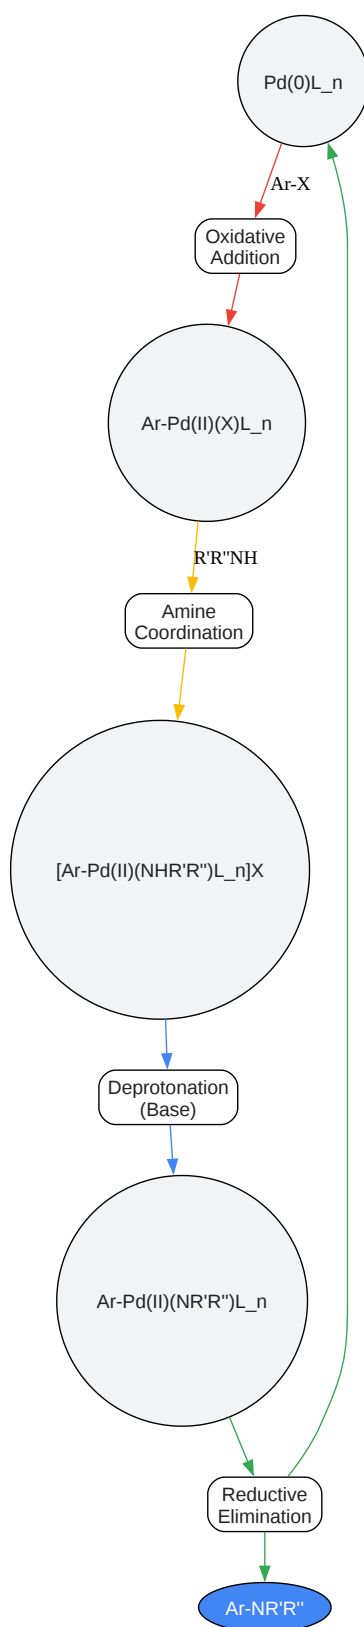 Pd(0)L_n
Ar-X
Oxidative
Addition
Ar-Pd(II)(X)L_n
R'R''NH
Amine
Coordination
[Ar-Pd(II)(NHR'R'')L_n]X
Deprotonation
(Base)
Ar-Pd(II)(NR'R'')L_n
Reductive
Elimination
Ar-NR'R''